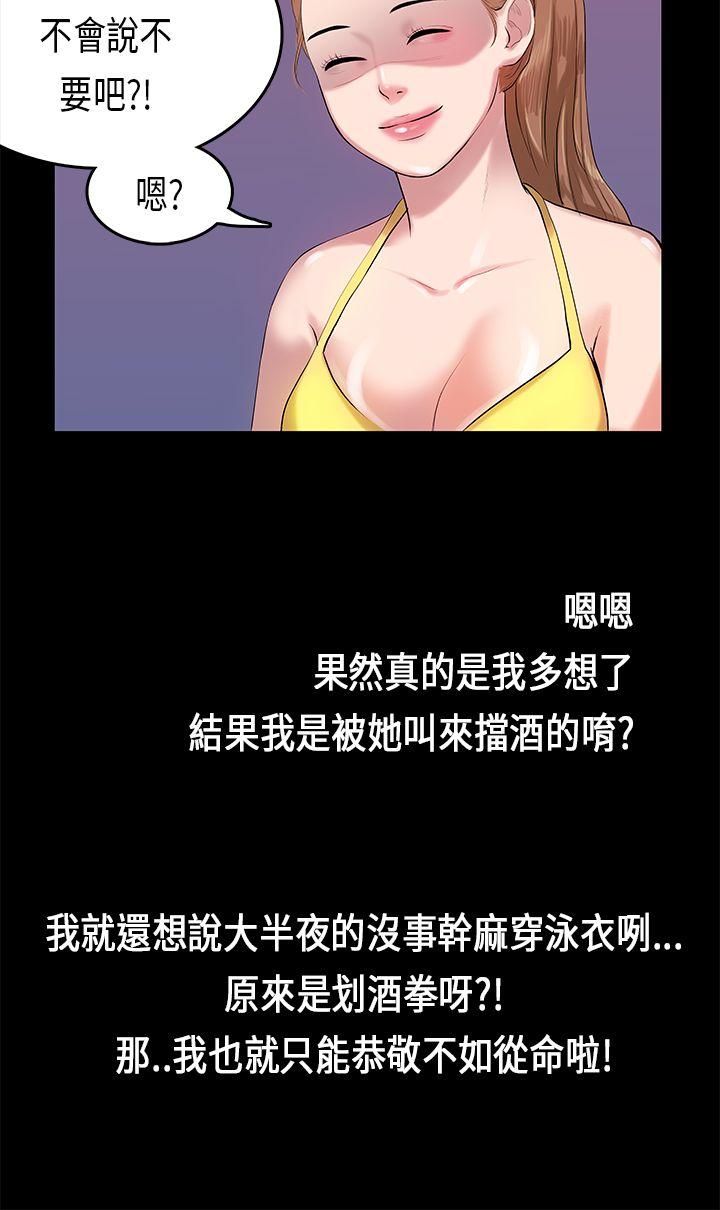 不會說不
要吧?!
嗯?
嗯嗯
果然真的是我多想了
結果我是被她叫來擋酒的唷?
我就還想說大半夜的沒事幹麻穿泳衣咧...
原來是划酒拳呀?!
那..我也就只能恭敬不如從命啦!